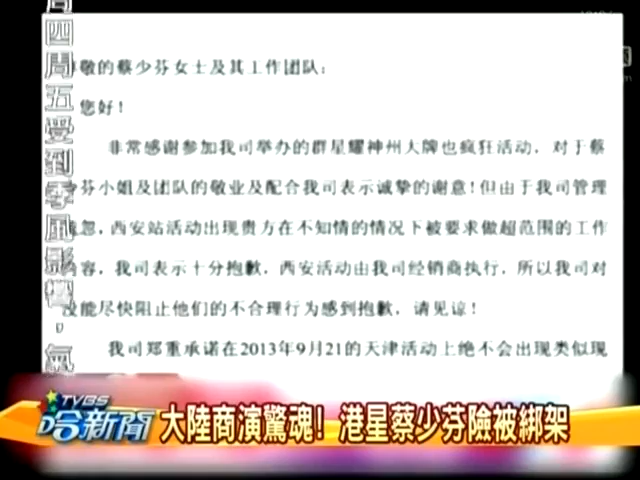 敬的蔡少芬女士及其工作团队：
您好！
非常感谢参加我司举办的群星耀神州大牌也疯狂活动，对于蔡
芬小姐及团队的敬业及配合我司表示诚挚的谢意！但由于我司管理
忽，西安站活动出现贵方在不知情的情况下被要求做超范围的工作
容，我司表示十分抱歉，西安活动由我司经销商执行，所以我司对
没能尽快阻止他们的不合理行为感到抱歉，请见谅！
我司郑重承诺在2013年9月21的天津活动上绝不会出现类似现
四周五受到季風影響，氣
TVBS
哈新聞
大陸商演驚魂！港星蔡少芬險被綁架